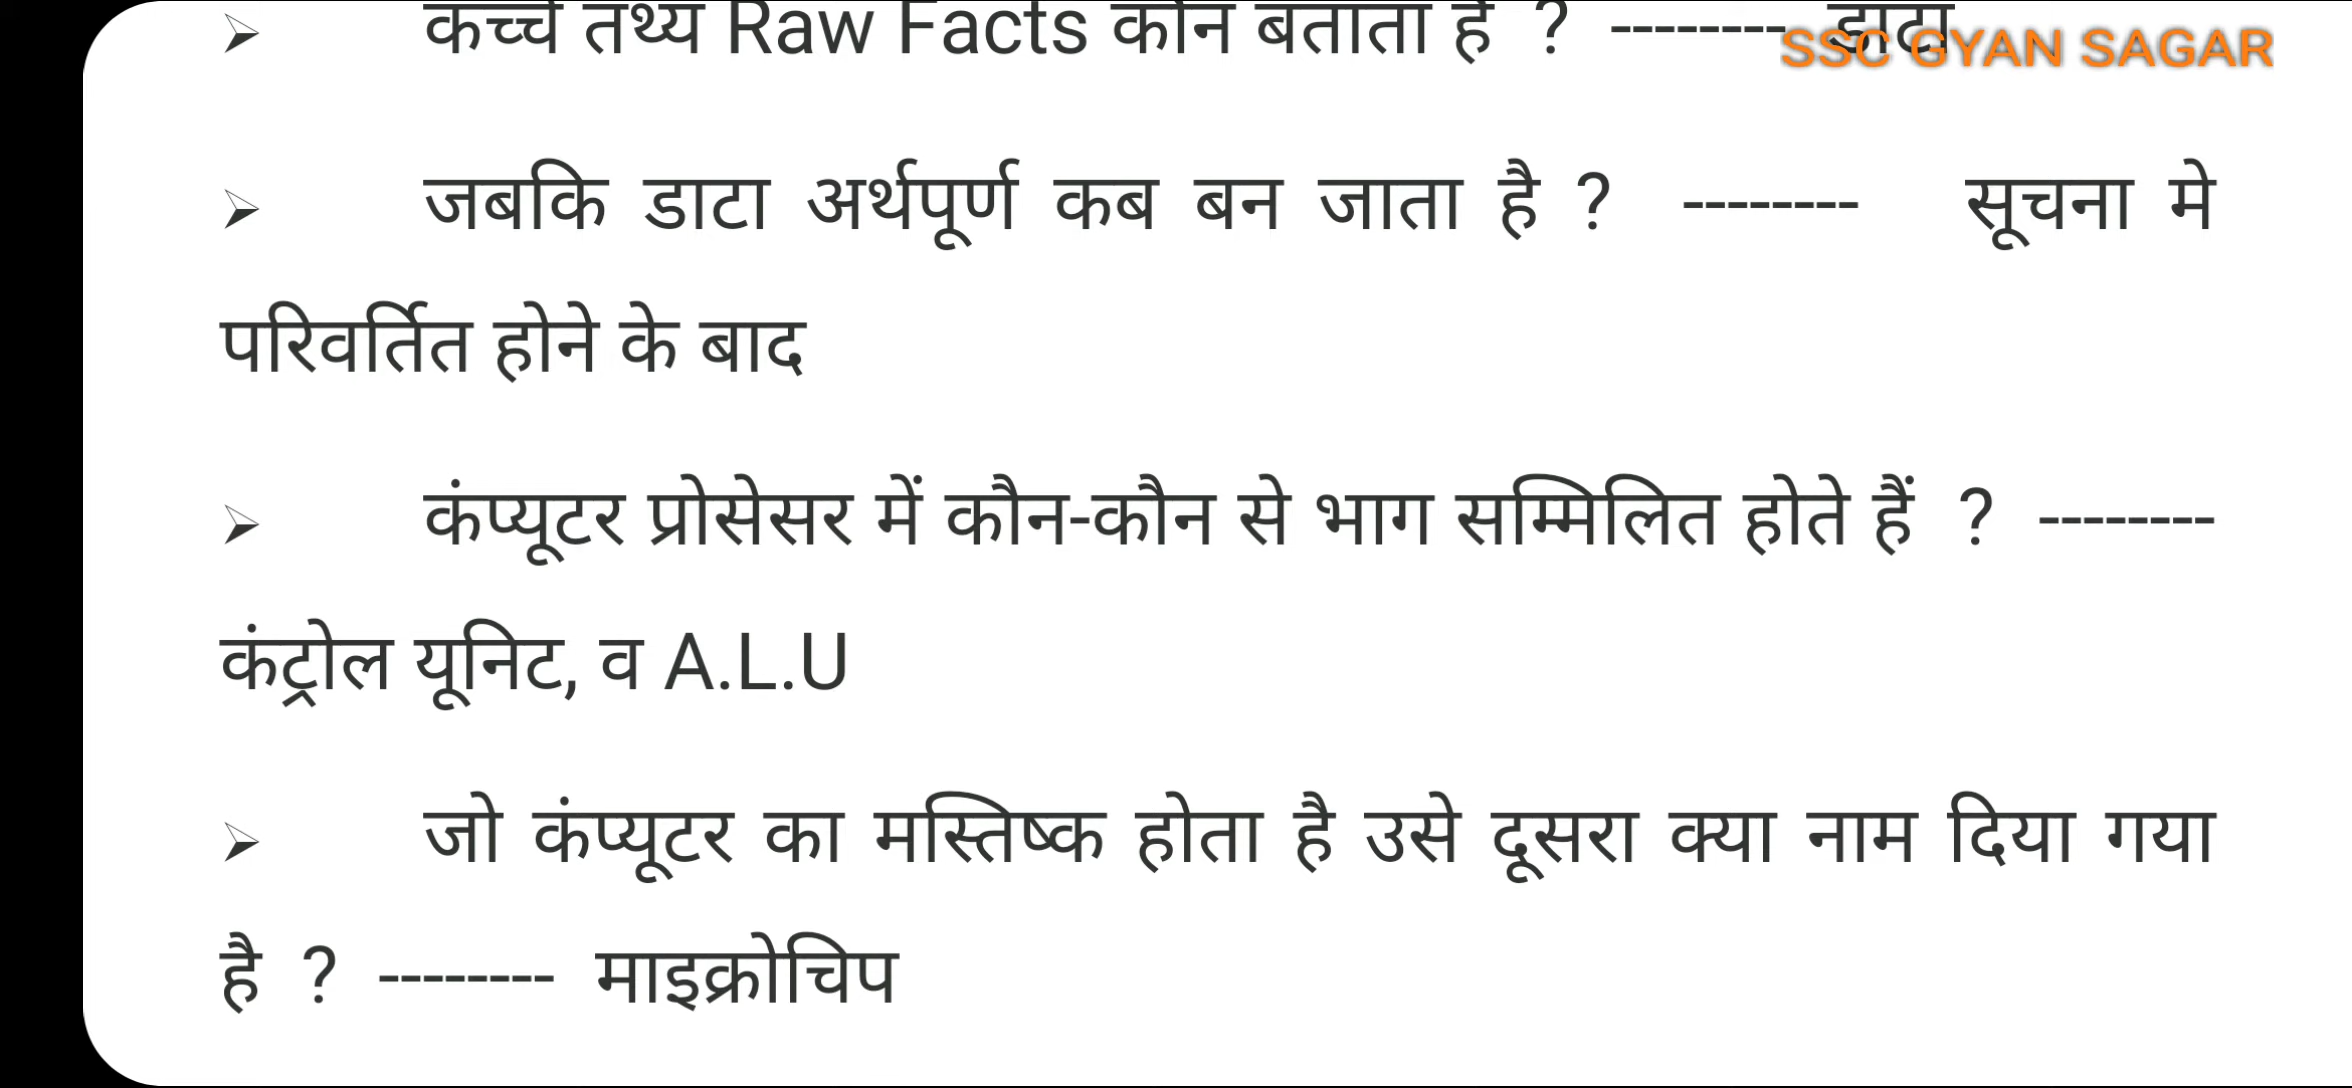 ➢ कच्चे तथ्य Raw Facts कौन बताता है ? -------- डाटा
SSC GYAN SAGAR
➢ जबकि डाटा अर्थपूर्ण कब बन जाता है ? -------- सूचना मे
परिवर्तित होने के बाद
➢ कंप्यूटर प्रोसेसर में कौन-कौन से भाग सम्मिलित होते हैं ? --------
कंट्रोल यूनिट, व A.L.U
➢ जो कंप्यूटर का मस्तिष्क होता है उसे दूसरा क्या नाम दिया गया
है ? -------- माइक्रोचिप